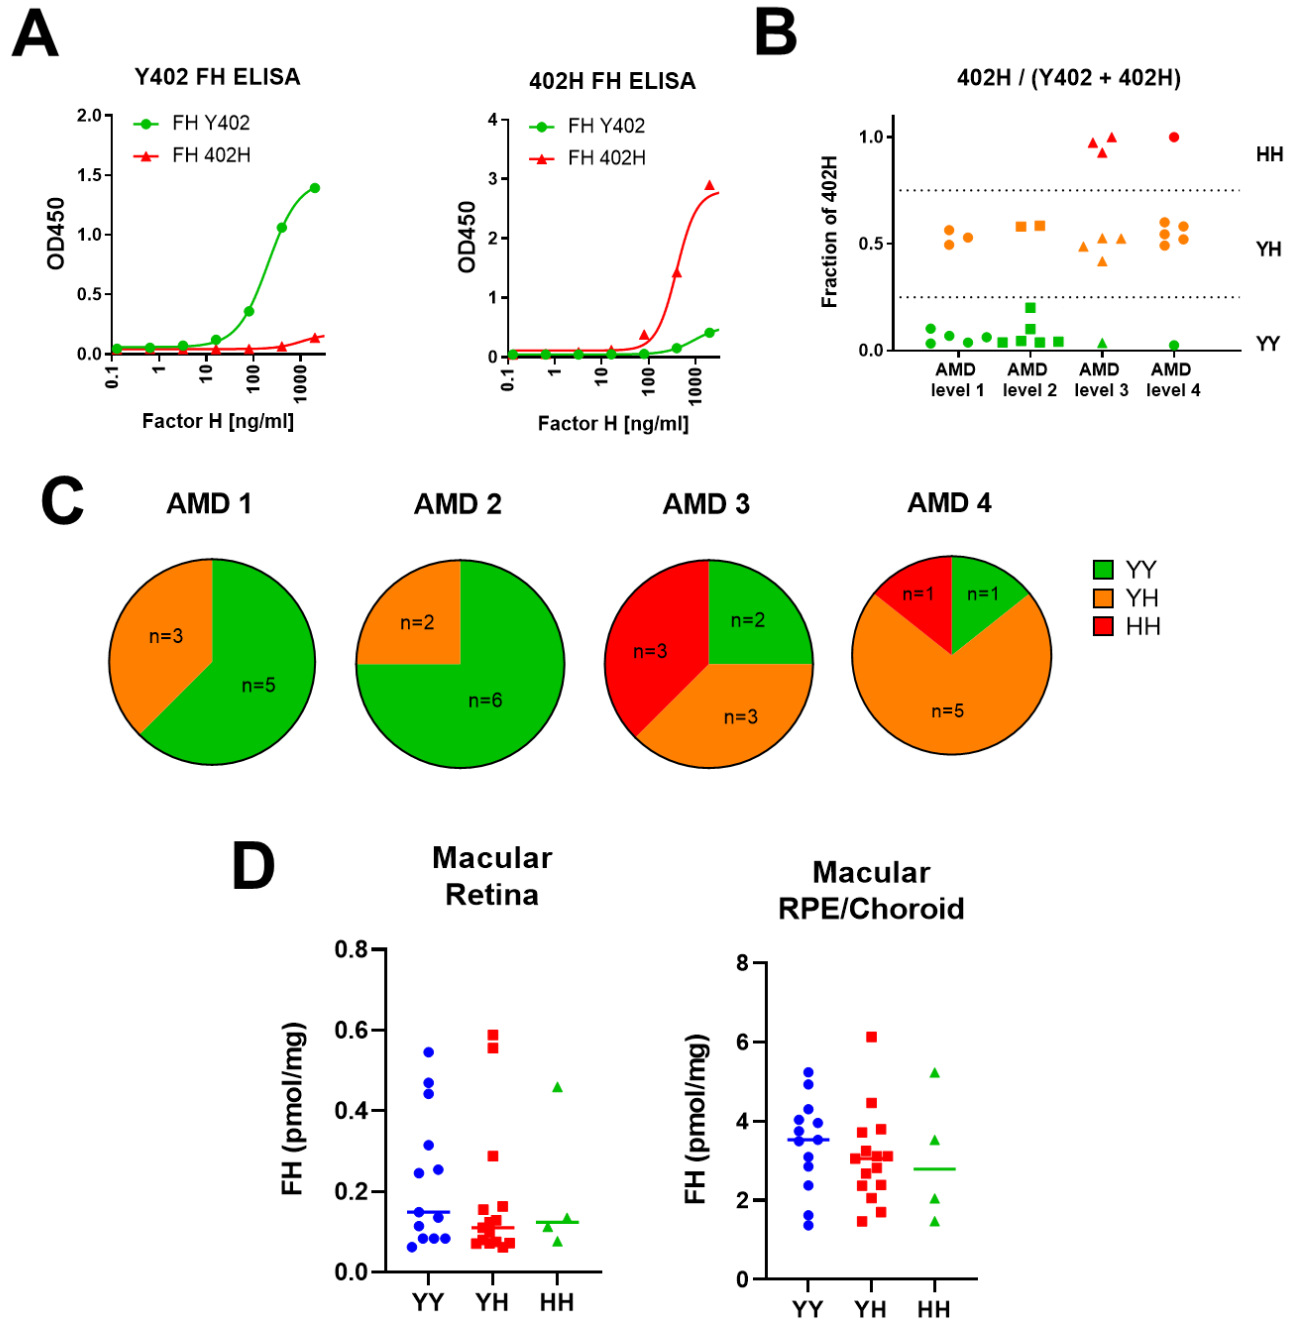 A
Y402 FH ELISA
FH Y402
FH 402H
2.0
1.5
1.0
0.5
0.0
OD450
0.1
1
10
100
1000
Factor H [ng/ml]
402H FH ELISA
FH Y402
FH 402H
4
3
2
1
0
OD450
0.1
1
10
100
1000
Factor H [ng/ml]
B
402H / (Y402 + 402H)
Fraction of 402H
1.0
0.5
0.0
HH
YH
YY
AMD
level 1
AMD
level 2
AMD
level 3
AMD
level 4
C
AMD 1
n=3
n=5
AMD 2
n=2
n=6
AMD 3
n=2
n=3
n=3
AMD 4
n=1
n=1
n=5
YY
YH
HH
D
Macular
Retina
FH (pmol/mg)
0.8
0.6
0.4
0.2
0.0
YY
YH
HH
Macular
RPE/Choroid
FH (pmol/mg)
8
6
4
2
0
YY
YH
HH